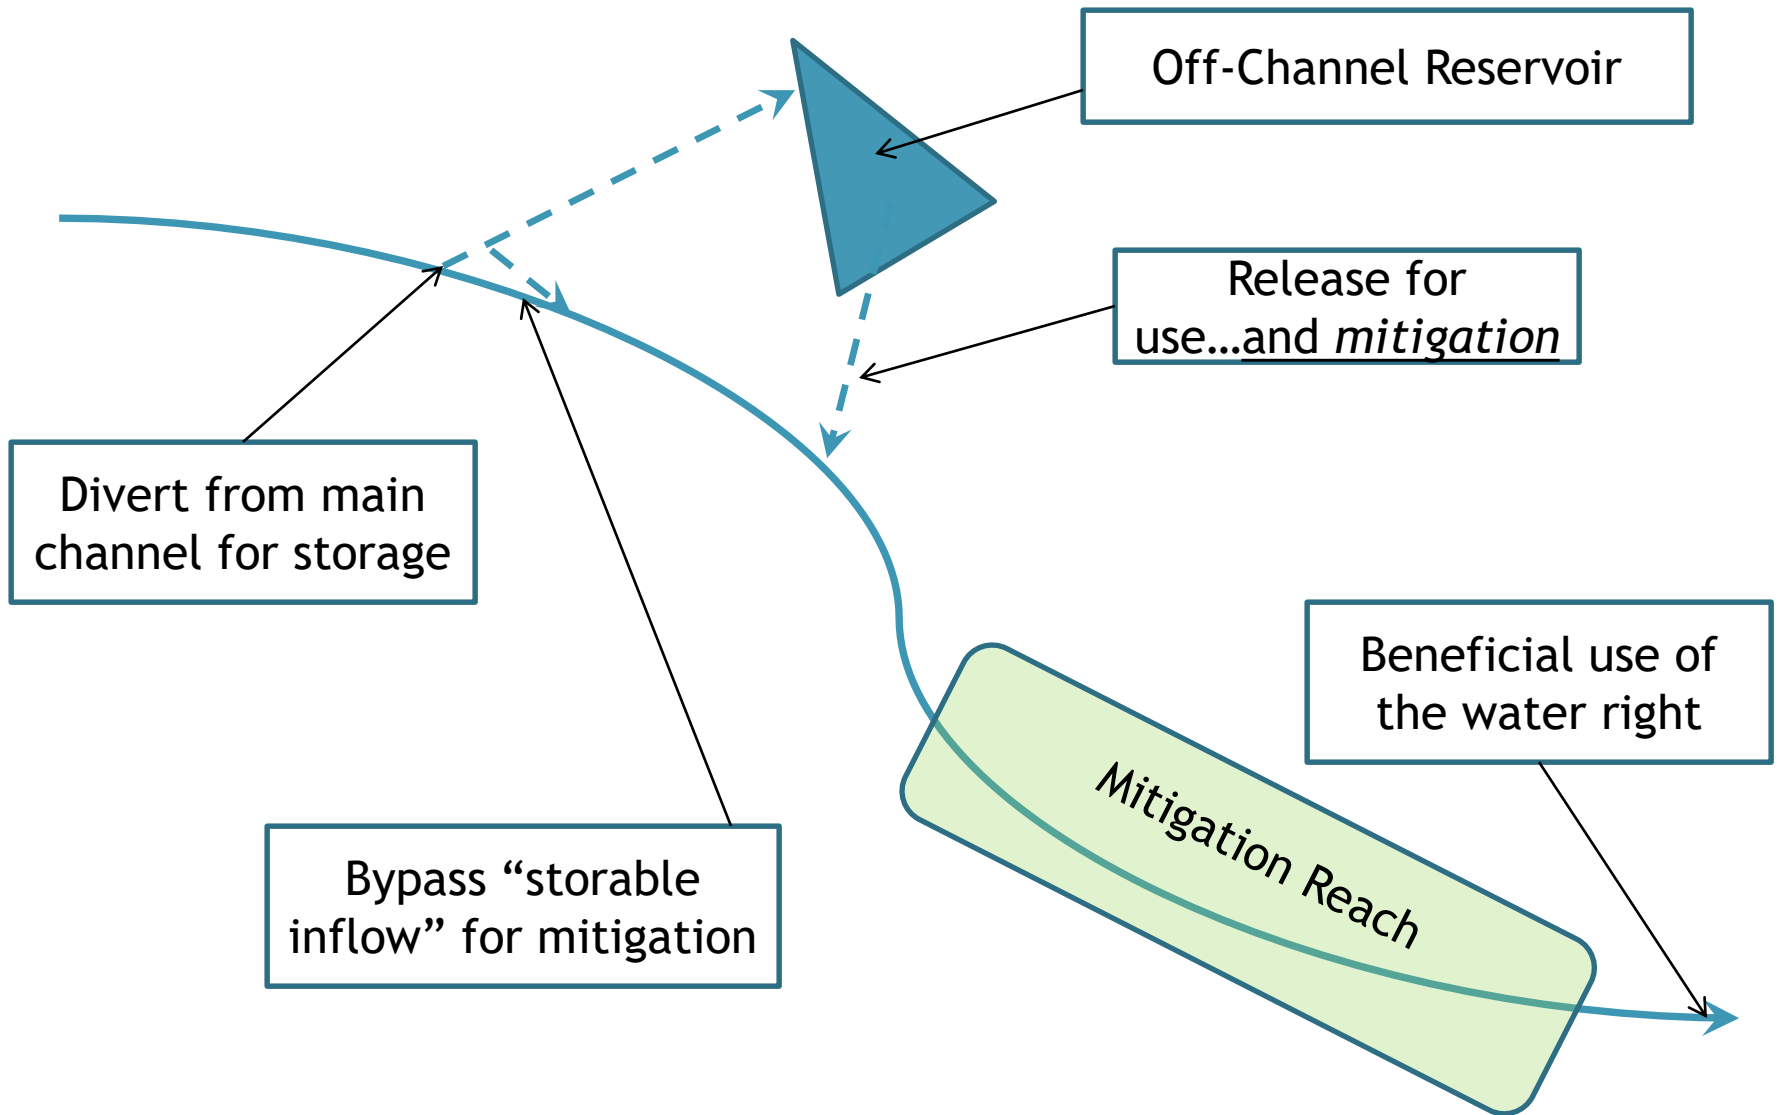 Off-Channel Reservoir
Release for
use…and mitigation
Divert from main
channel for storage
Beneficial use of
the water right
Mitigation Reach
Bypass “storable
inflow” for mitigation